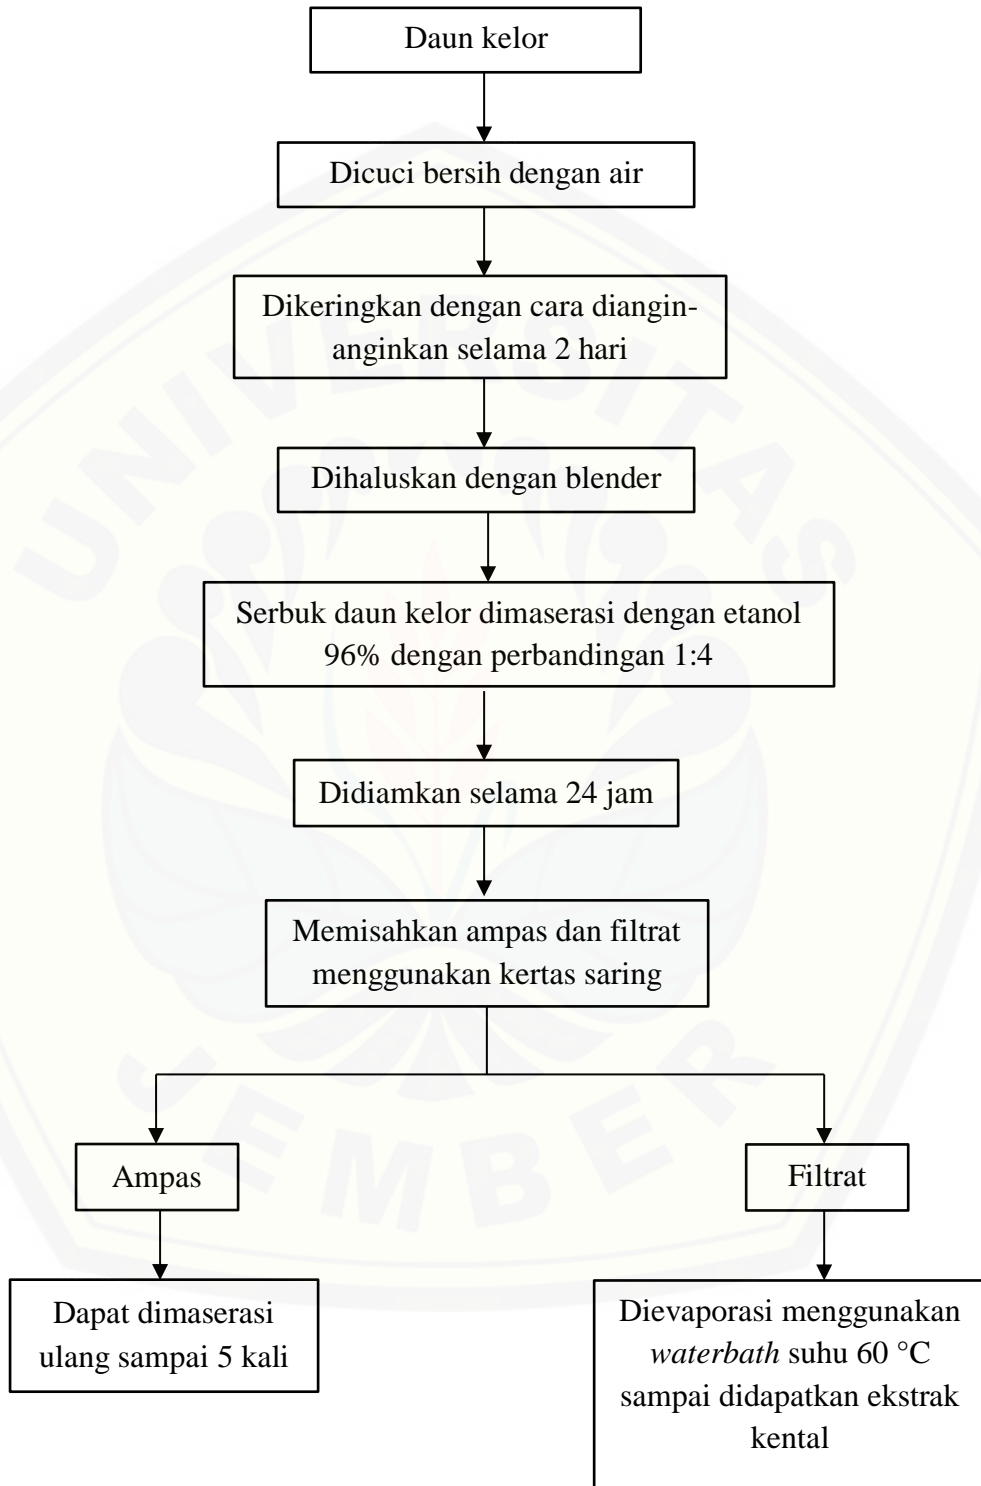 Daun kelor
Dicuci bersih dengan air
Dikeringkan dengan cara diangin-
anginkan selama 2 hari
Dihaluskan dengan blender
Serbuk daun kelor dimaserasi dengan etanol
96% dengan perbandingan 1:4
Didiamkan selama 24 jam
Memisahkan ampas dan filtrat
menggunakan kertas saring
Ampas
Filtrat
Dapat dimaserasi
ulang sampai 5 kali
Dievaporasi menggunakan
waterbath suhu 60 °C
sampai didapatkan ekstrak
kental
UNIVERSITAS
JEMBER